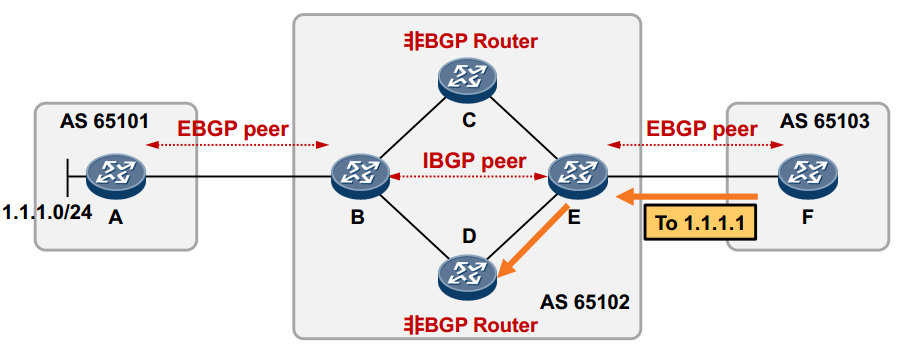 非BGP Router
AS 65101
EBGP peer
C
EBGP peer
AS 65103
IBGP peer
1.1.1.0/24
A
B
E
To 1.1.1.1
F
D
AS 65102
非BGP Router